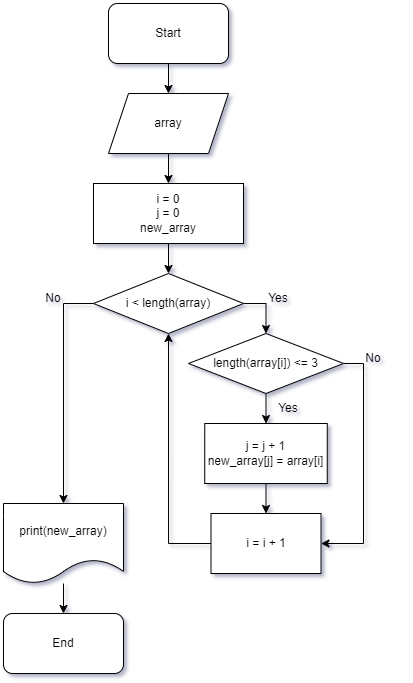 Start
array
i = 0
j = 0
new_array
i < length(array)
No
Yes
length(array[i]) <= 3
No
Yes
j = j + 1
new_array[j] = array[i]
i = i + 1
print(new_array)
End